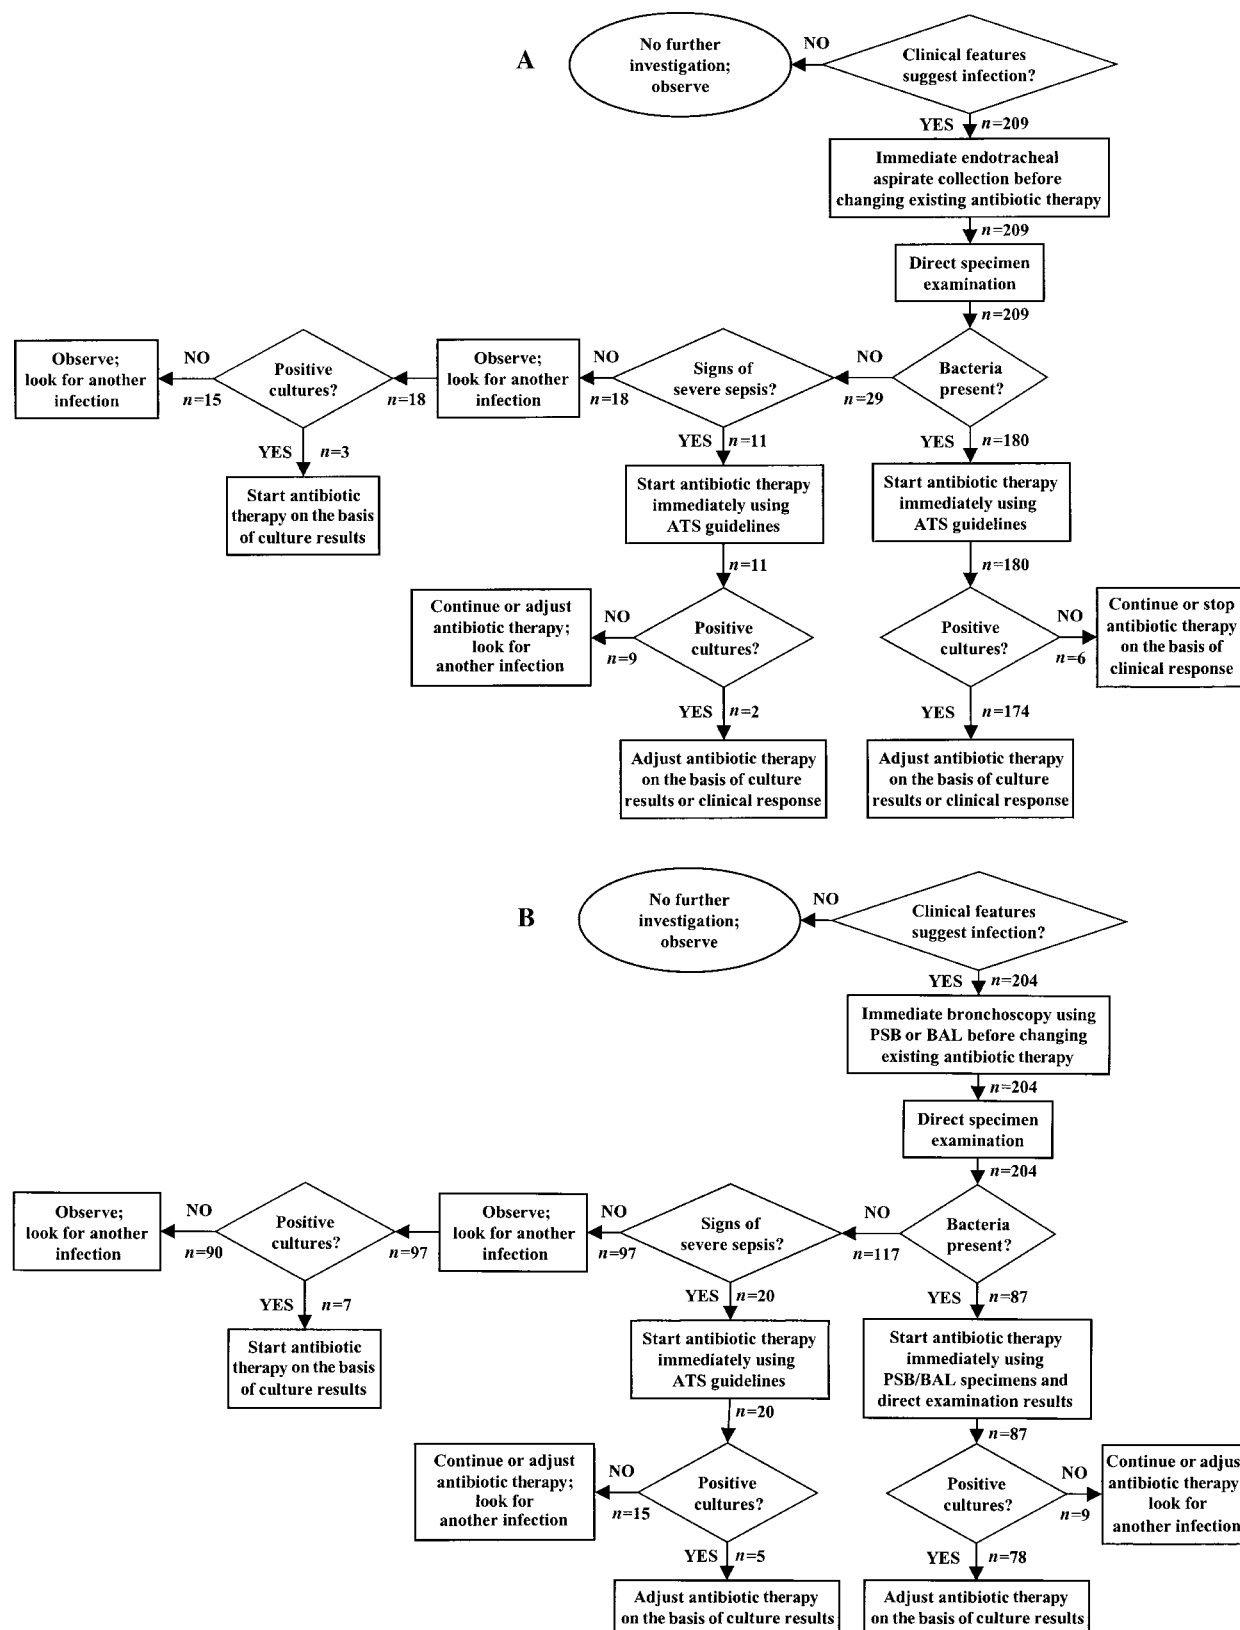 A
No further
investigation;
observe
NO
Clinical features
suggest infection?
YES
n=209
Immediate endotracheal
aspirate collection before
changing existing antibiotic therapy
n=209
Direct specimen
examination
n=209
Observe;
look for another
infection
NO
n=15
Positive
cultures?
n=18
Observe;
look for another
infection
NO
n=18
Signs of
severe sepsis?
NO
n=29
Bacteria
present?
YES
n=3
YES
n=11
YES
n=180
Start antibiotic
therapy on the basis
of culture results
Start antibiotic therapy
immediately using
ATS guidelines
Start antibiotic therapy
immediately using
ATS guidelines
n=11
n=180
Continue or adjust
antibiotic therapy;
look for
another infection
NO
n=9
Positive
cultures?
Positive
cultures?
NO
n=6
Continue or stop
antibiotic therapy
on the basis of
clinical response
YES
n=2
YES
n=174
Adjust antibiotic therapy
on the basis of culture
results or clinical response
Adjust antibiotic therapy
on the basis of culture
results or clinical response
B
No further
investigation;
observe
NO
Clinical features
suggest infection?
YES
n=204
Immediate bronchoscopy using
PSB or BAL before changing
existing antibiotic therapy
n=204
Direct specimen
examination
n=204
Observe;
look for another
infection
NO
n=90
Positive
cultures?
n=97
Observe;
look for another
infection
NO
n=97
Signs of
severe sepsis?
NO
n=117
Bacteria
present?
YES
n=7
YES
n=20
YES
n=87
Start antibiotic
therapy on the basis
of culture results
Start antibiotic therapy
immediately using
ATS guidelines
Start antibiotic therapy
immediately using
PSB/BAL specimens and
direct examination results
n=20
n=87
Continue or adjust
antibiotic therapy;
look for
another infection
NO
n=15
Positive
cultures?
Positive
cultures?
NO
n=9
Continue or adjust
antibiotic therapy
look for
another infection
YES
n=5
YES
n=78
Adjust antibiotic therapy
on the basis of culture results
Adjust antibiotic therapy
on the basis of culture results